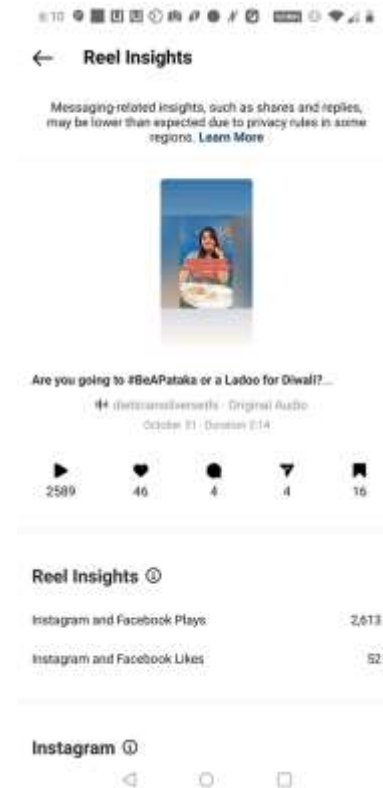 6:10
Reel Insights
Messaging-related insights, such as shares and replies,
may be lower than expected due to privacy rules in some
regions. Learn More
Are you going to #BeAPataka or a Ladoo for Diwali?...
Original Audio
October 31 · Duration 2:14
2589 46 4 4 16
Reel Insights
Instagram and Facebook Plays 2,613
Instagram and Facebook Likes 52
Instagram